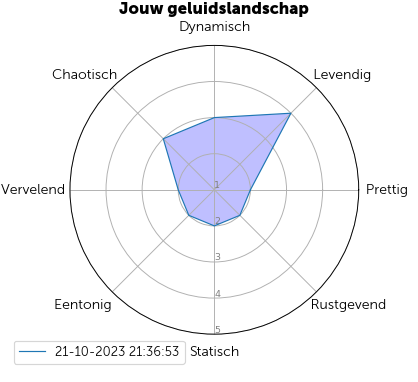 Jouw geluidslandschap
Dynamisch
Chaotisch
Levendig
Vervelend
1
Prettig
2
3
4
Eentonig
Rustgevend
5
21-10-2023 21:36:53
Statisch